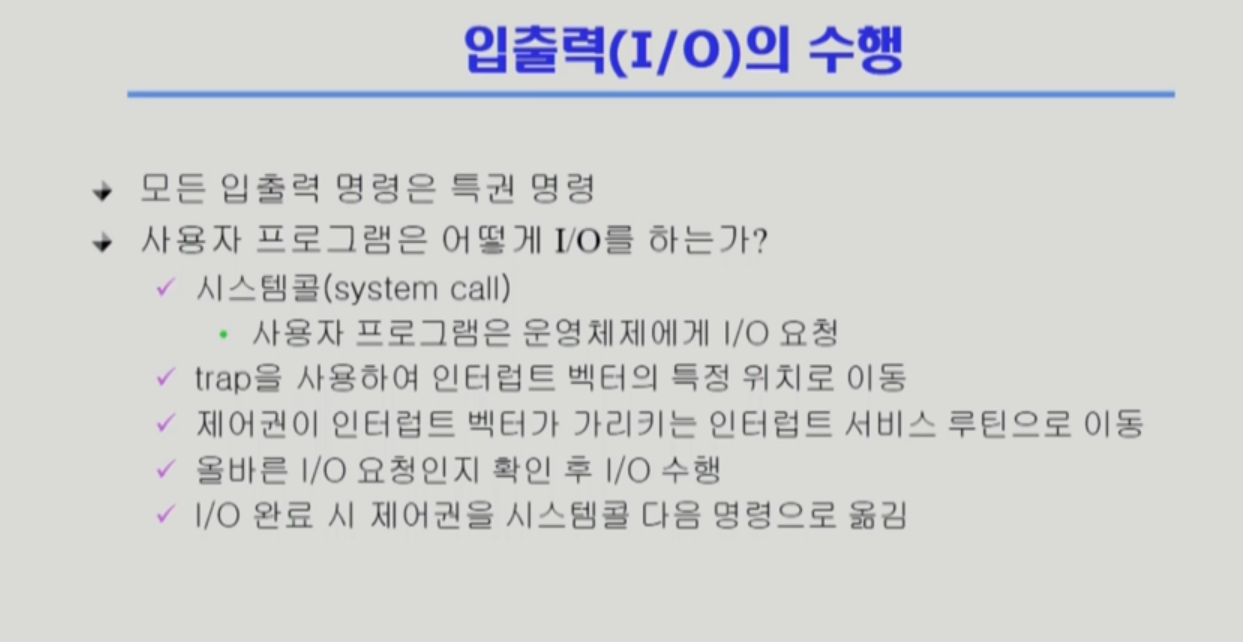 입출력(I/O)의 수행
모든 입출력 명령은 특권 명령
사용자 프로그램은 어떻게 I/O를 하는가?
시스템콜(system call)
사용자 프로그램은 운영체제에게 I/O 요청
trap을 사용하여 인터럽트 벡터의 특정 위치로 이동
제어권이 인터럽트 벡터가 가리키는 인터럽트 서비스 루틴으로 이동
올바른 I/O 요청인지 확인 후 I/O 수행
I/O 완료 시 제어권을 시스템콜 다음 명령으로 옮김